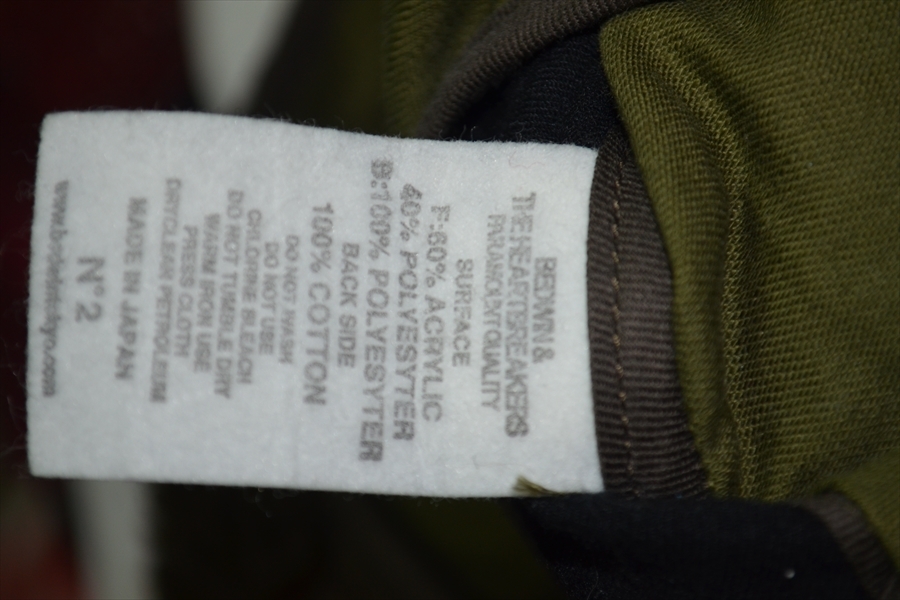 BEDWIN &
THE HEARTBREAKERS
PARAMOUNT QUALITY
SURFACE
F:60% ACRYLIC
40% POLYESYTER
B:100% POLYESYTER
BACK SIDE
100% COTTON
DO NOT WASH
DO NOT USE
CHLORINE BLEACH
DO NOT TUMBLE DRY
WARM IRON USE
PRESS CLOTH
DRYCLEAN PETROLEUM
MADE IN JAPAN
N°2